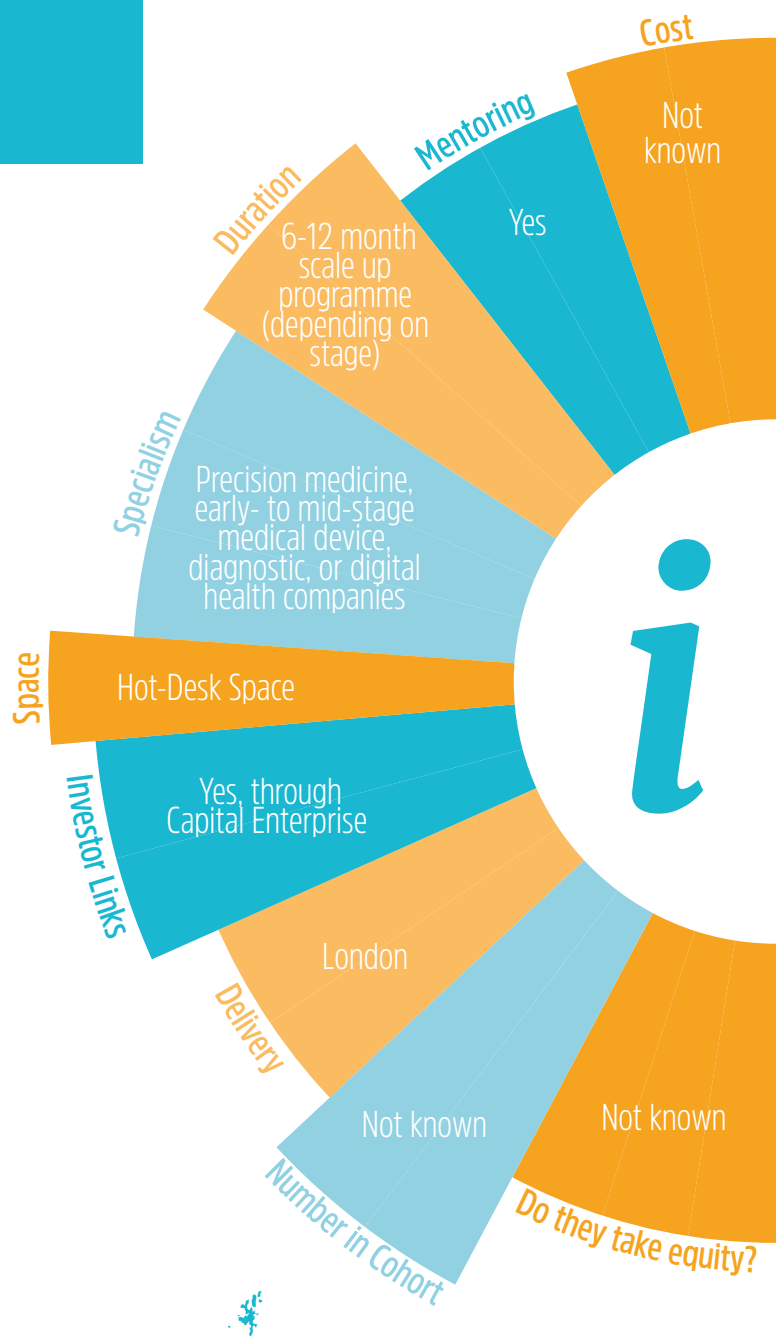 Cost
Not
known
Mentoring
Yes
Duration
6-12 month
scale up
programme
(depending on
stage)
Specialism
Precision medicine,
early- to mid-stage
medical device,
diagnostic, or digital
health companies
Space
Hot-Desk Space
Investor Links
Yes, through
Capital Enterprise
Delivery
London
Number in Cohort
Not known
Do they take equity?
Not known
i